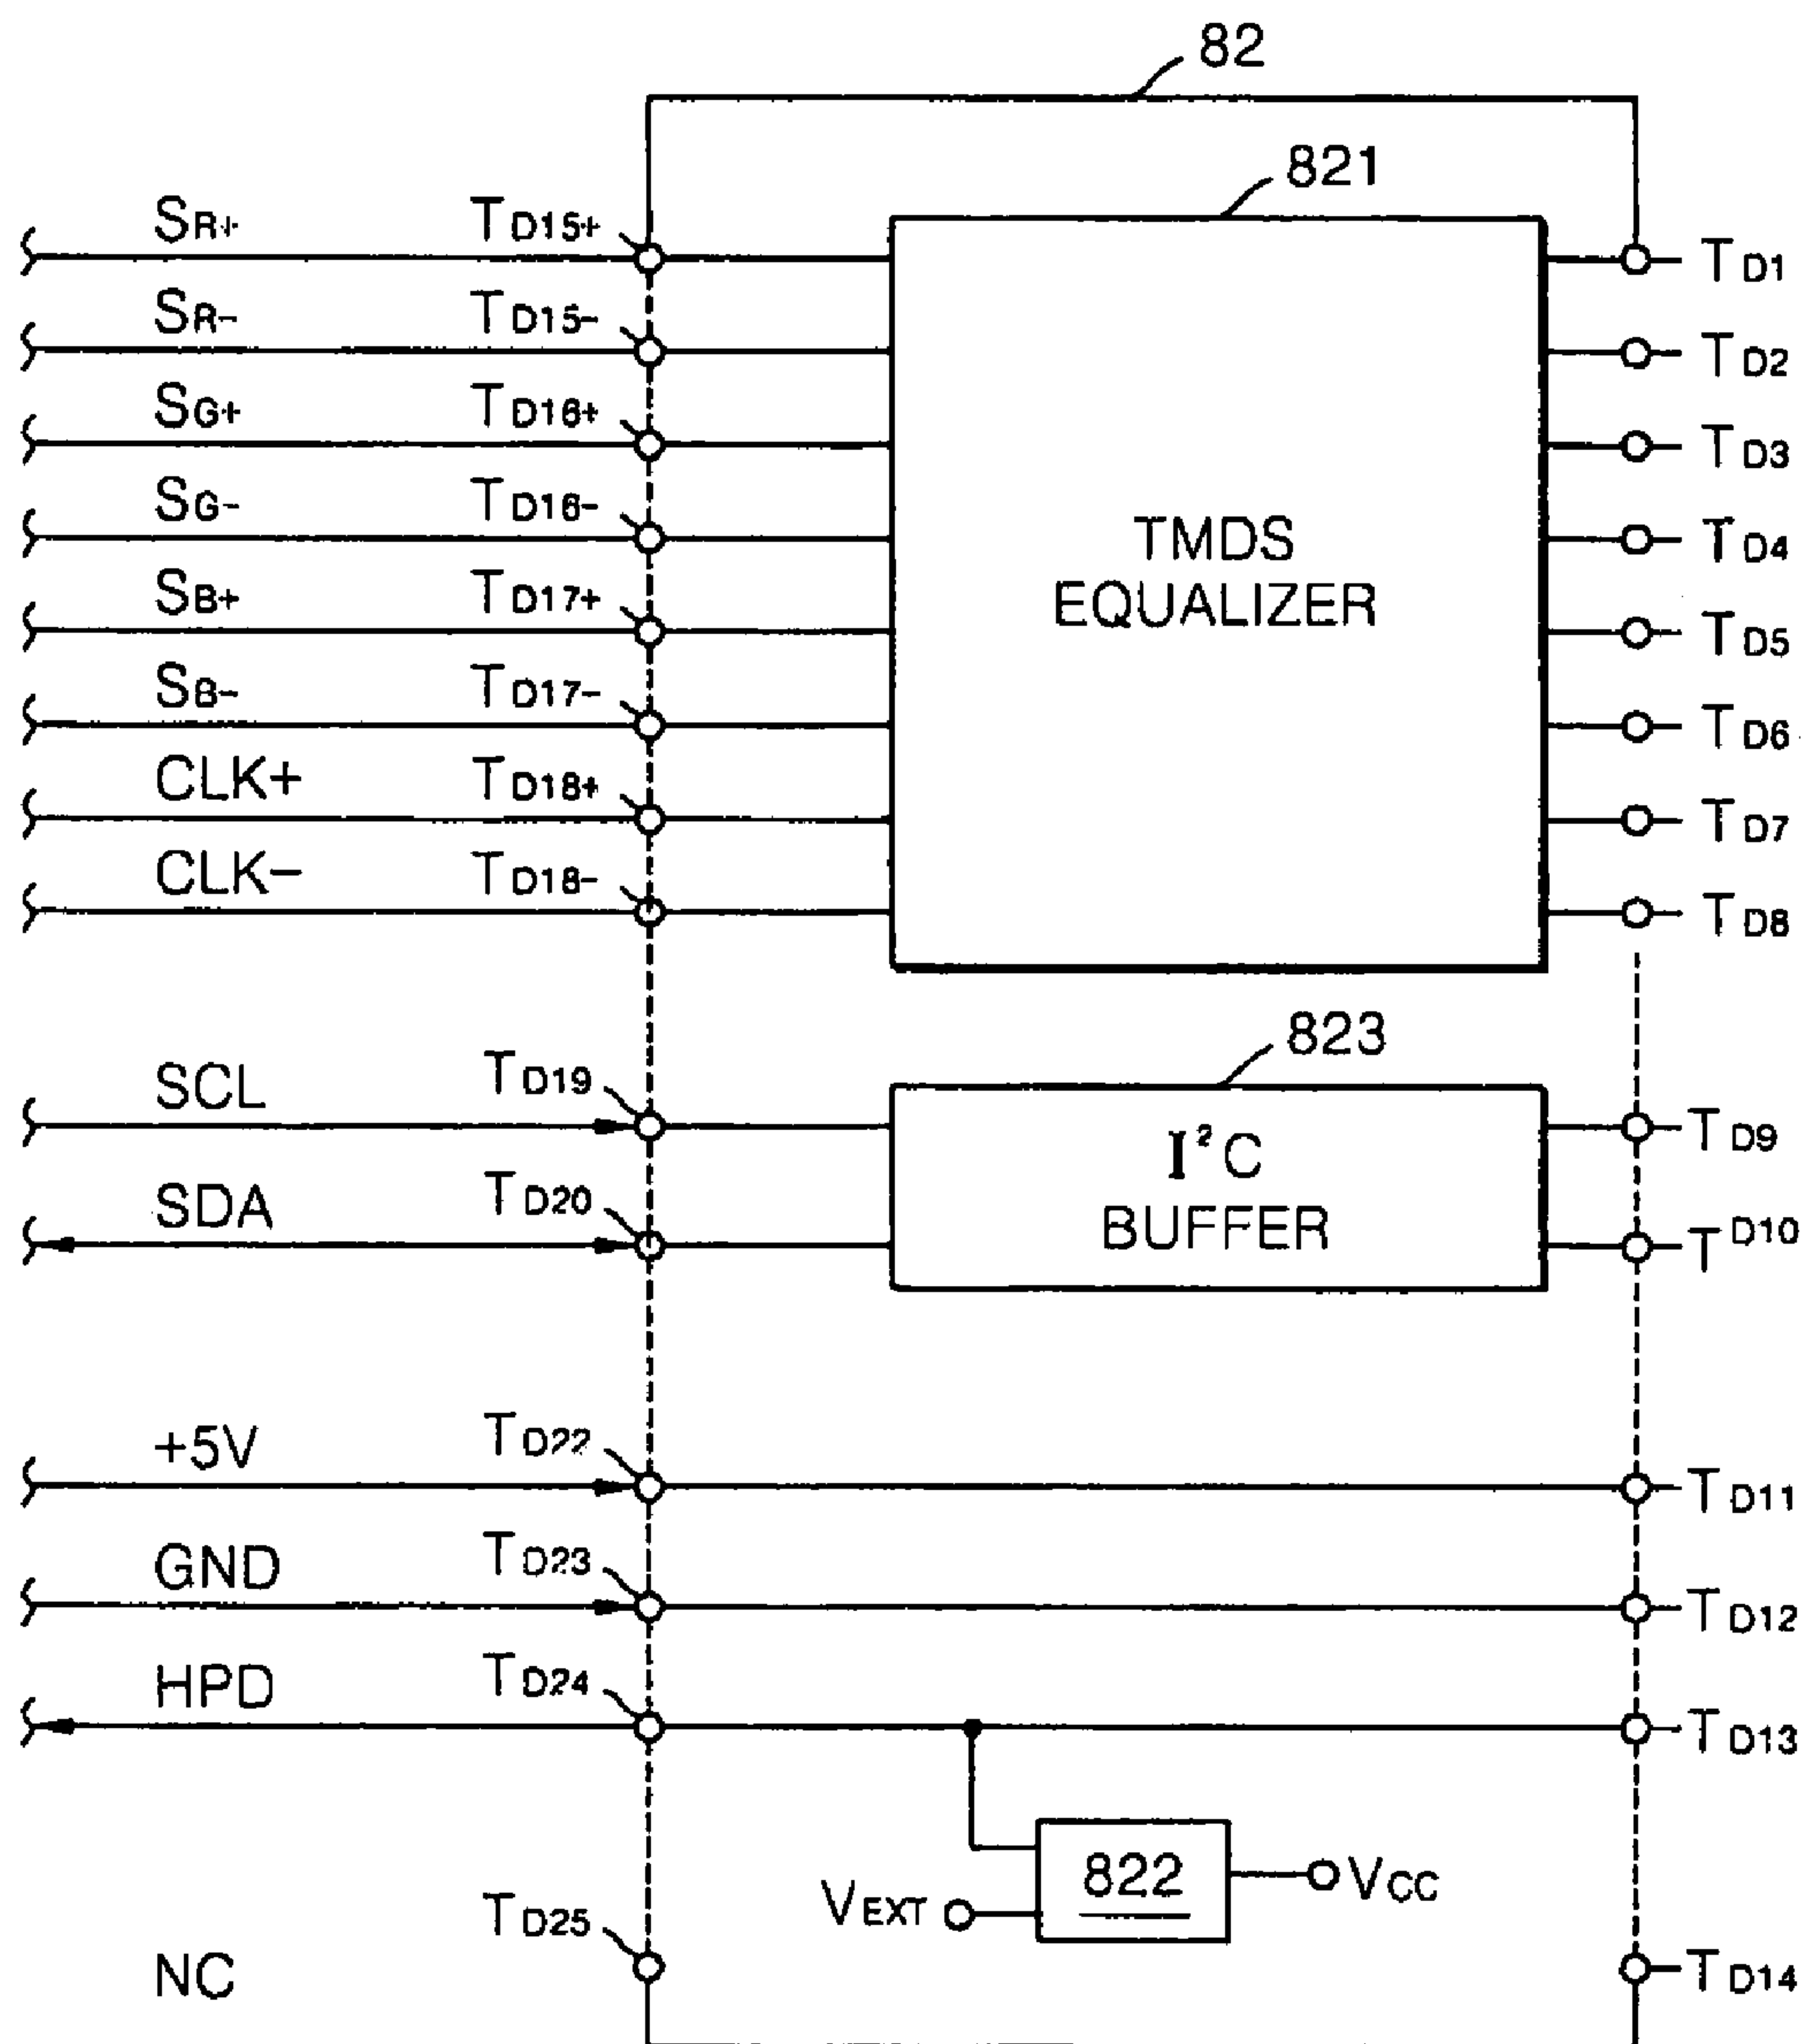 82
821
SR+ TD15+ TD1
SR- TD15- TD2
SG+ TD16+ TD3
SG- TD16- TD4
TMDS
EQUALIZER
SB+ TD17+ TD5
SB- TD17- TD6
CLK+ TD18+ TD7
CLK- TD18- TD8
823
SCL TD19 TD9
I²C
BUFFER
SDA TD20 TD10
+5V TD22 TD11
GND TD23 TD12
HPD TD24 TD13
822
VEXT VCC
NC TD25 TD14